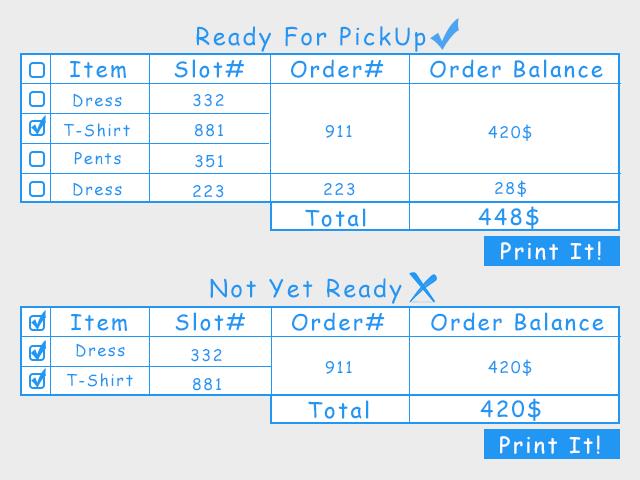 Ready For PickUp
Item Slot# Order# Order Balance
Dress 332
T-Shirt 881 911 420$
Pents 351
Dress 223 223 28$
Total 448$
Print It!
Not Yet Ready
Item Slot# Order# Order Balance
Dress 332
911 420$
T-Shirt 881
Total 420$
Print It!